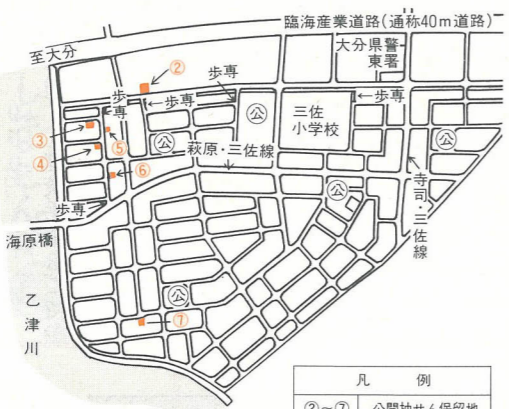 臨海産業道路(通称40m道路)
至大分
大分県警
東署
②
歩専
歩専
←歩専
←歩専
③
⑤
④
⑥
公
公
三佐
小学校
公
萩原・三佐線
公
寺司・三佐線
歩専
海原橋
乙津川
公
⑦
凡 例
②~⑦ 公開抽せん保留地